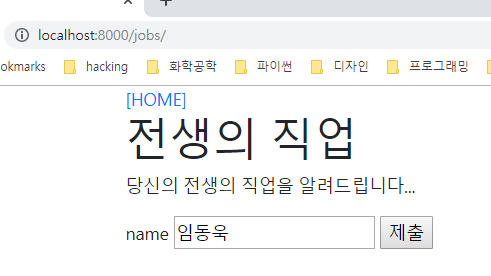 localhost:8000/jobs/
okmarks hacking 화학공학 파이썬 디자인 프로그래밍
[HOME]
전생의 직업
당신의 전생의 직업을 알려드립니다...
name 임동욱 제출